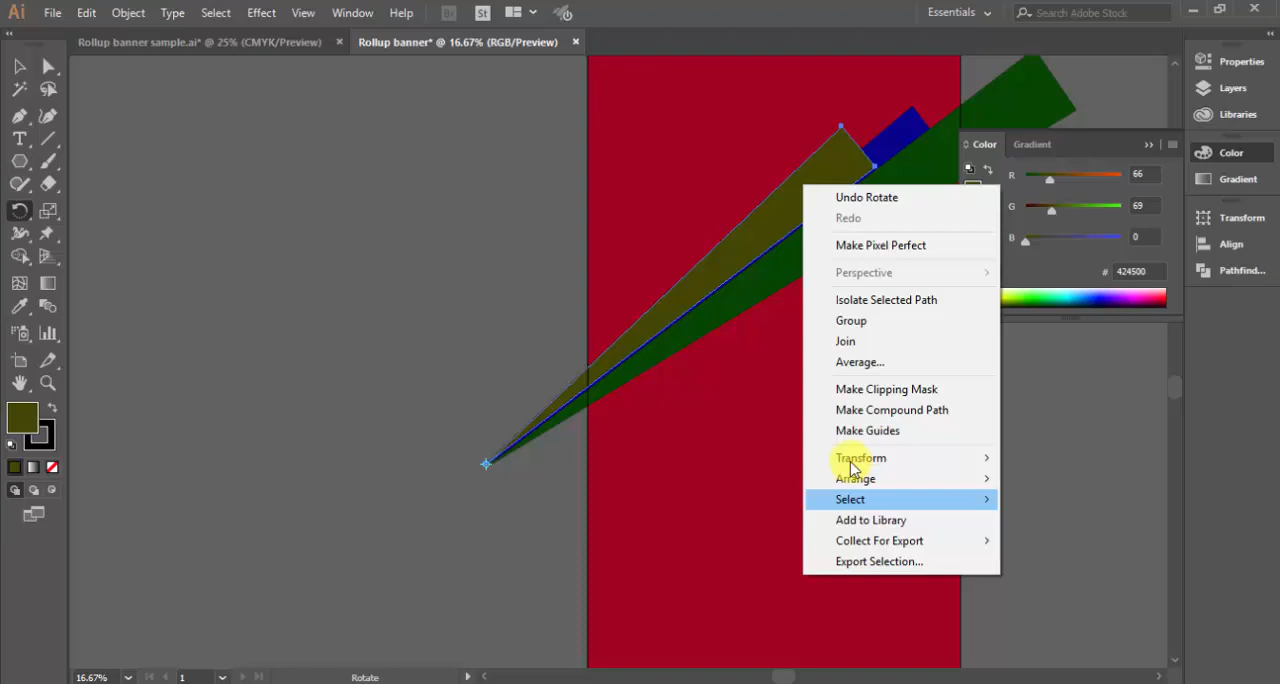 Ai File Edit Object Type Select Effect View Window Help Br St Essentials Search Adobe Stock
Rollup banner sample.ai* @ 25% (CMYK/Preview) × Rollup banner* @ 16.67% (RGB/Preview) ×
Properties
Layers
Libraries
Color
Gradient
Transform
Align
Pathfind...
Color Gradient
R 66
G 69
B 0
# 424500
Undo Rotate
Redo
Make Pixel Perfect
Perspective
Isolate Selected Path
Group
Join
Average...
Make Clipping Mask
Make Compound Path
Make Guides
Transform
Arrange
Select
Add to Library
Collect For Export
Export Selection...
16.67% 1 Rotate